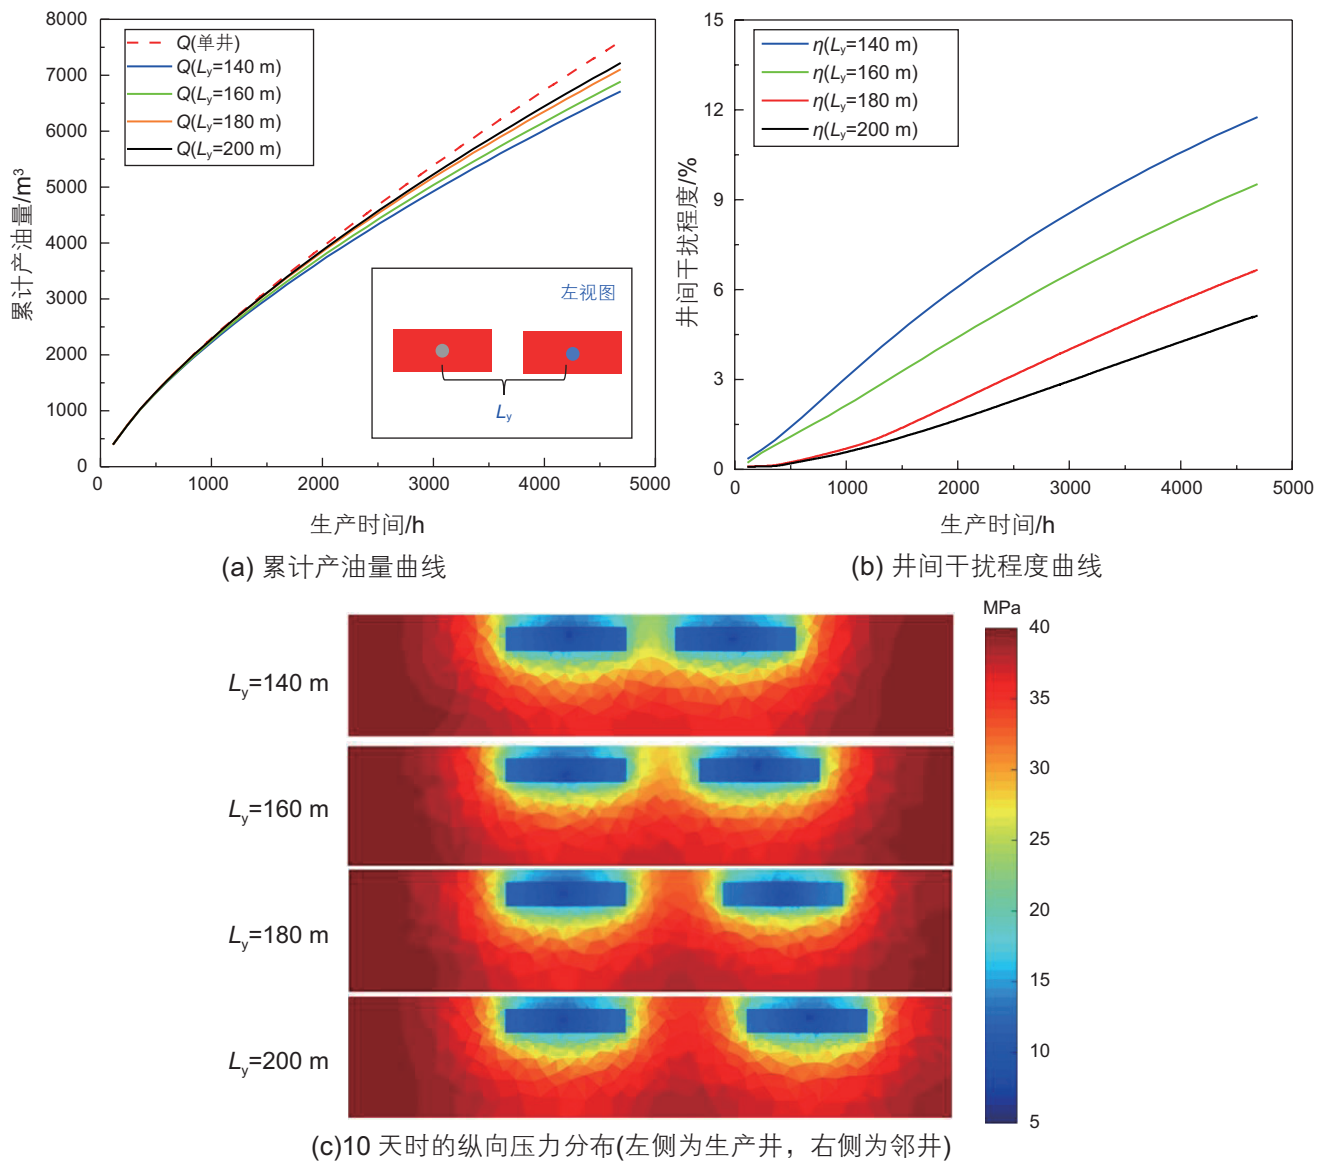 8000
7000
6000
5000
4000
3000
2000
1000
0
累计产油量/m³
Q(单井)
Q(Ly=140 m)
Q(Ly=160 m)
Q(Ly=180 m)
Q(Ly=200 m)
左视图
Ly
0 1000 2000 3000 4000 5000
生产时间/h
(a) 累计产油量曲线
15
12
9
6
3
0
井间干扰程度/%
η(Ly=140 m)
η(Ly=160 m)
η(Ly=180 m)
η(Ly=200 m)
0 1000 2000 3000 4000 5000
生产时间/h
(b) 井间干扰程度曲线
Ly=140 m
Ly=160 m
Ly=180 m
Ly=200 m
MPa
40
35
30
25
20
15
10
5
(c)10 天时的纵向压力分布(左侧为生产井，右侧为邻井)